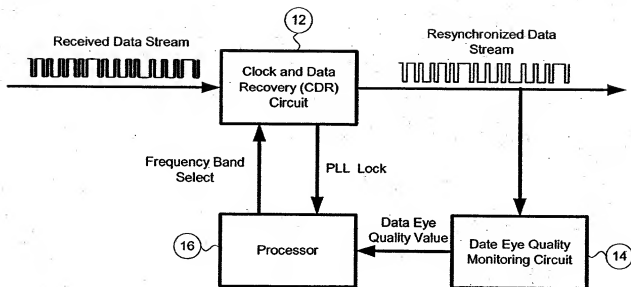 12
Received Data Stream
Resynchronized Data
Stream
Clock and Data
Recovery (CDR)
Circuit
Frequency Band
Select
PLL Lock
16
Processor
Data Eye
Quality Value
Date Eye Quality
Monitoring Circuit
14